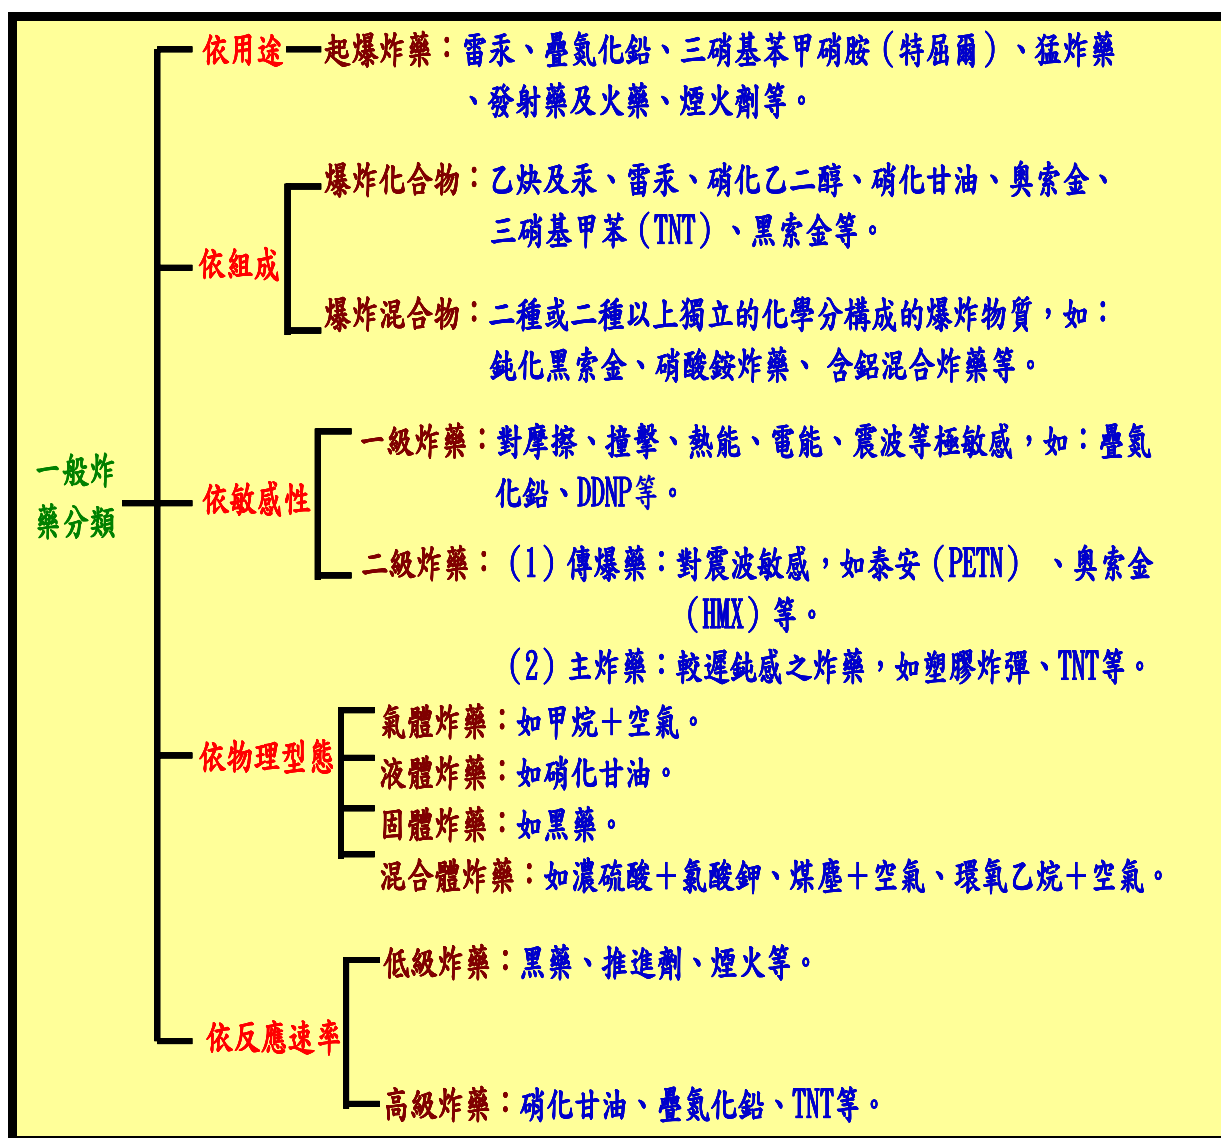 依用途
起爆炸藥：雷汞、疊氮化鉛、三硝基苯甲硝胺（特屈爾）、猛炸藥
、發射藥及火藥、煙火劑等。
爆炸化合物：乙炔及汞、雷汞、硝化乙二醇、硝化甘油、奧索金、
三硝基甲苯（TNT）、黑索金等。
依組成
爆炸混合物：二種或二種以上獨立的化學分構成的爆炸物質，如：
鈍化黑索金、硝酸銨炸藥、 含鋁混合炸藥等。
一級炸藥：對摩擦、撞擊、熱能、電能、震波等極敏感，如：疊氮
化鉛、DDNP等。
一般炸
藥分類
依敏感性
二級炸藥：（1）傳爆藥：對震波敏感，如泰安（PETN） 、奧索金
（HMX）等。
（2）主炸藥：較遲鈍感之炸藥，如塑膠炸彈、TNT等。
依物理型態
氣體炸藥：如甲烷＋空氣。
液體炸藥：如硝化甘油。
固體炸藥：如黑藥。
混合體炸藥：如濃硫酸＋氯酸鉀、煤塵＋空氣、環氧乙烷＋空氣。
低級炸藥：黑藥、推進劑、煙火等。
依反應速率
高級炸藥：硝化甘油、疊氮化鉛、TNT等。